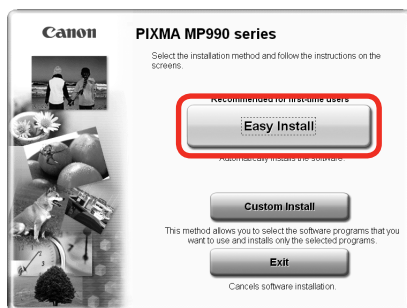 Canon
PIXMA MP990 series
Select the installation method and follow the instructions on the
screens.
Recommended for first-time users
Easy Install
Automatically installs the software.
Custom Install
This method allows you to select the software programs that you
want to use and installs only the selected programs.
Exit
Cancels software installation.